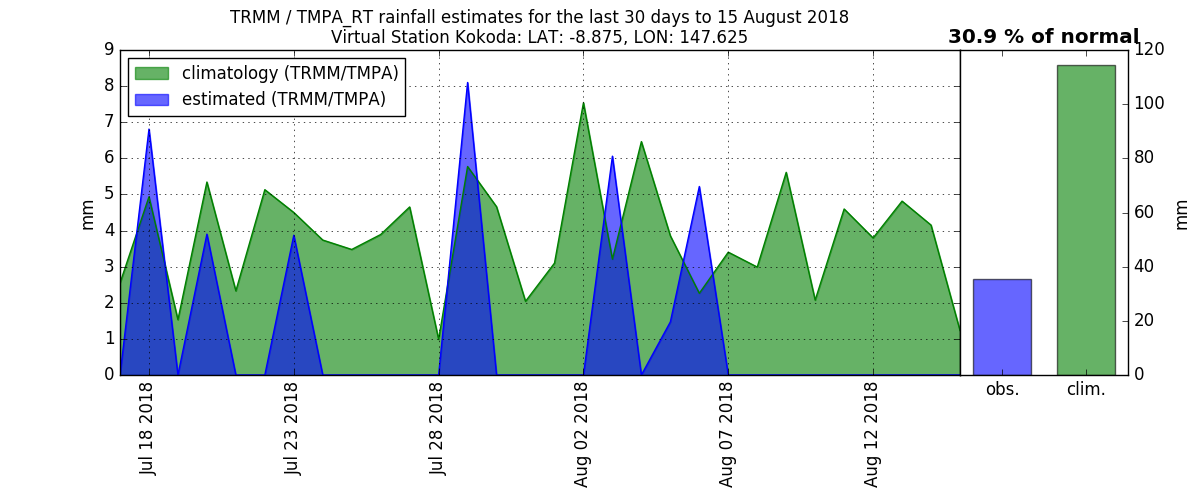 TRMM / TMPA_RT rainfall estimates for the last 30 days to 15 August 2018
Virtual Station Kokoda: LAT: -8.875, LON: 147.625
30.9 % of normal
climatology (TRMM/TMPA)
estimated (TRMM/TMPA)
9
8
7
6
5
4
3
2
1
0
mm
Jul 18 2018
Jul 23 2018
Jul 28 2018
Aug 02 2018
Aug 07 2018
Aug 12 2018
obs.
clim.
120
100
80
60
40
20
0
mm